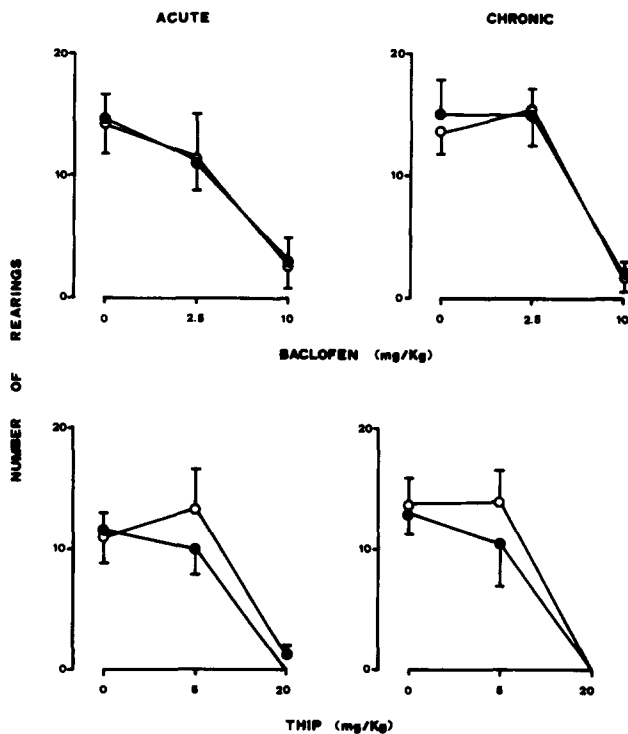 ACUTE CHRONIC
20 20
10 10
0 0
0 2.5 10 0 2.5 10
BACLOFEN (mg/Kg)
NUMBER OF REARINGS
20 20
10 10
0 0
0 5 20 0 5 20
THIP (mg/Kg)